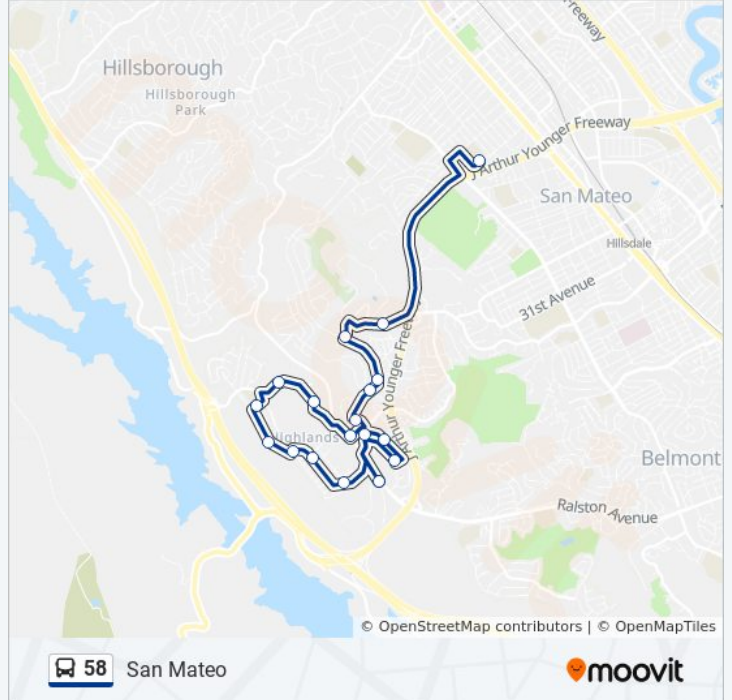 Freeway
Hillsborough
Hillsborough
Park
J Arthur Younger Freeway
San Mateo
Hillsdale
31st Avenue
J Arthur Younger Free
Highlands
Belmont
Ralston Avenue
© OpenStreetMap contributors | © OpenMapTiles
58 San Mateo
moovit